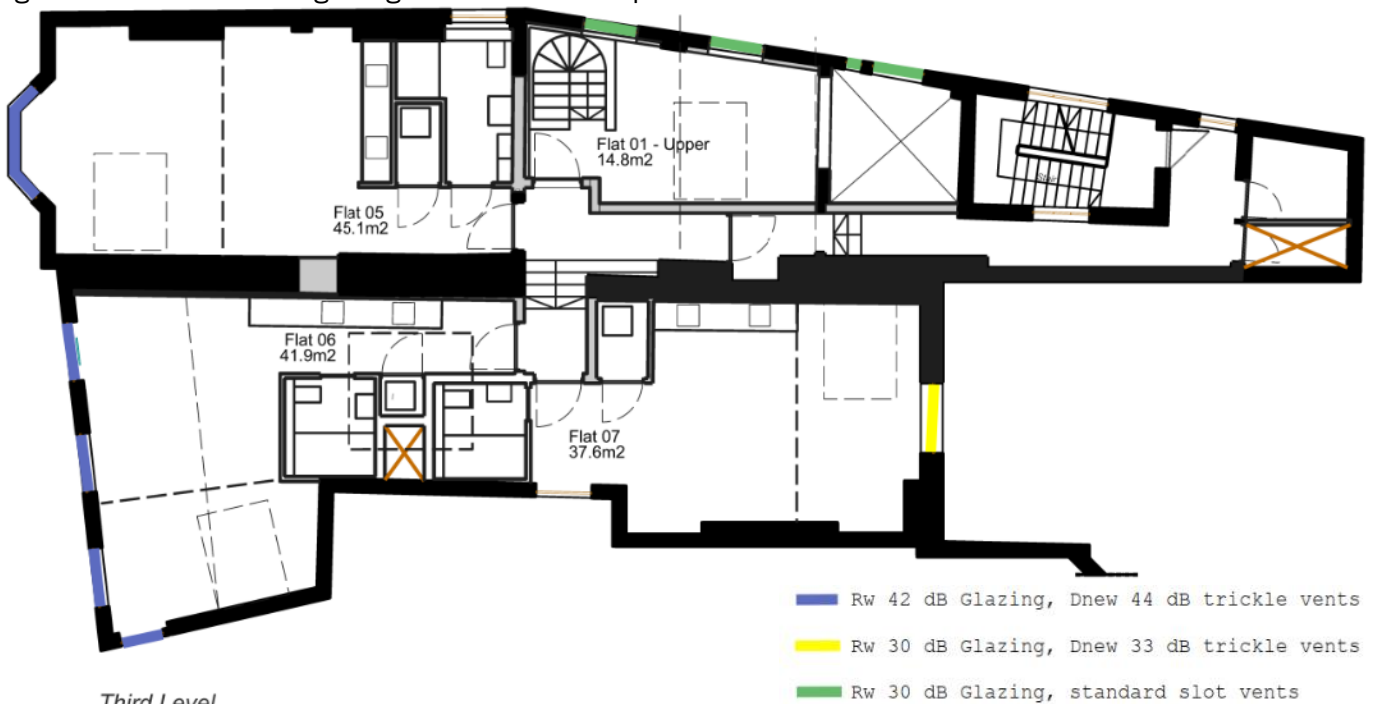 Flat 01 - Upper
14.8m2
Stair
Flat 05
45.1m2
Flat 06
41.9m2
Flat 07
37.6m2
Rw 42 dB Glazing, Dnew 44 dB trickle vents
Rw 30 dB Glazing, Dnew 33 dB trickle vents
Rw 30 dB Glazing, standard slot vents
Third Level